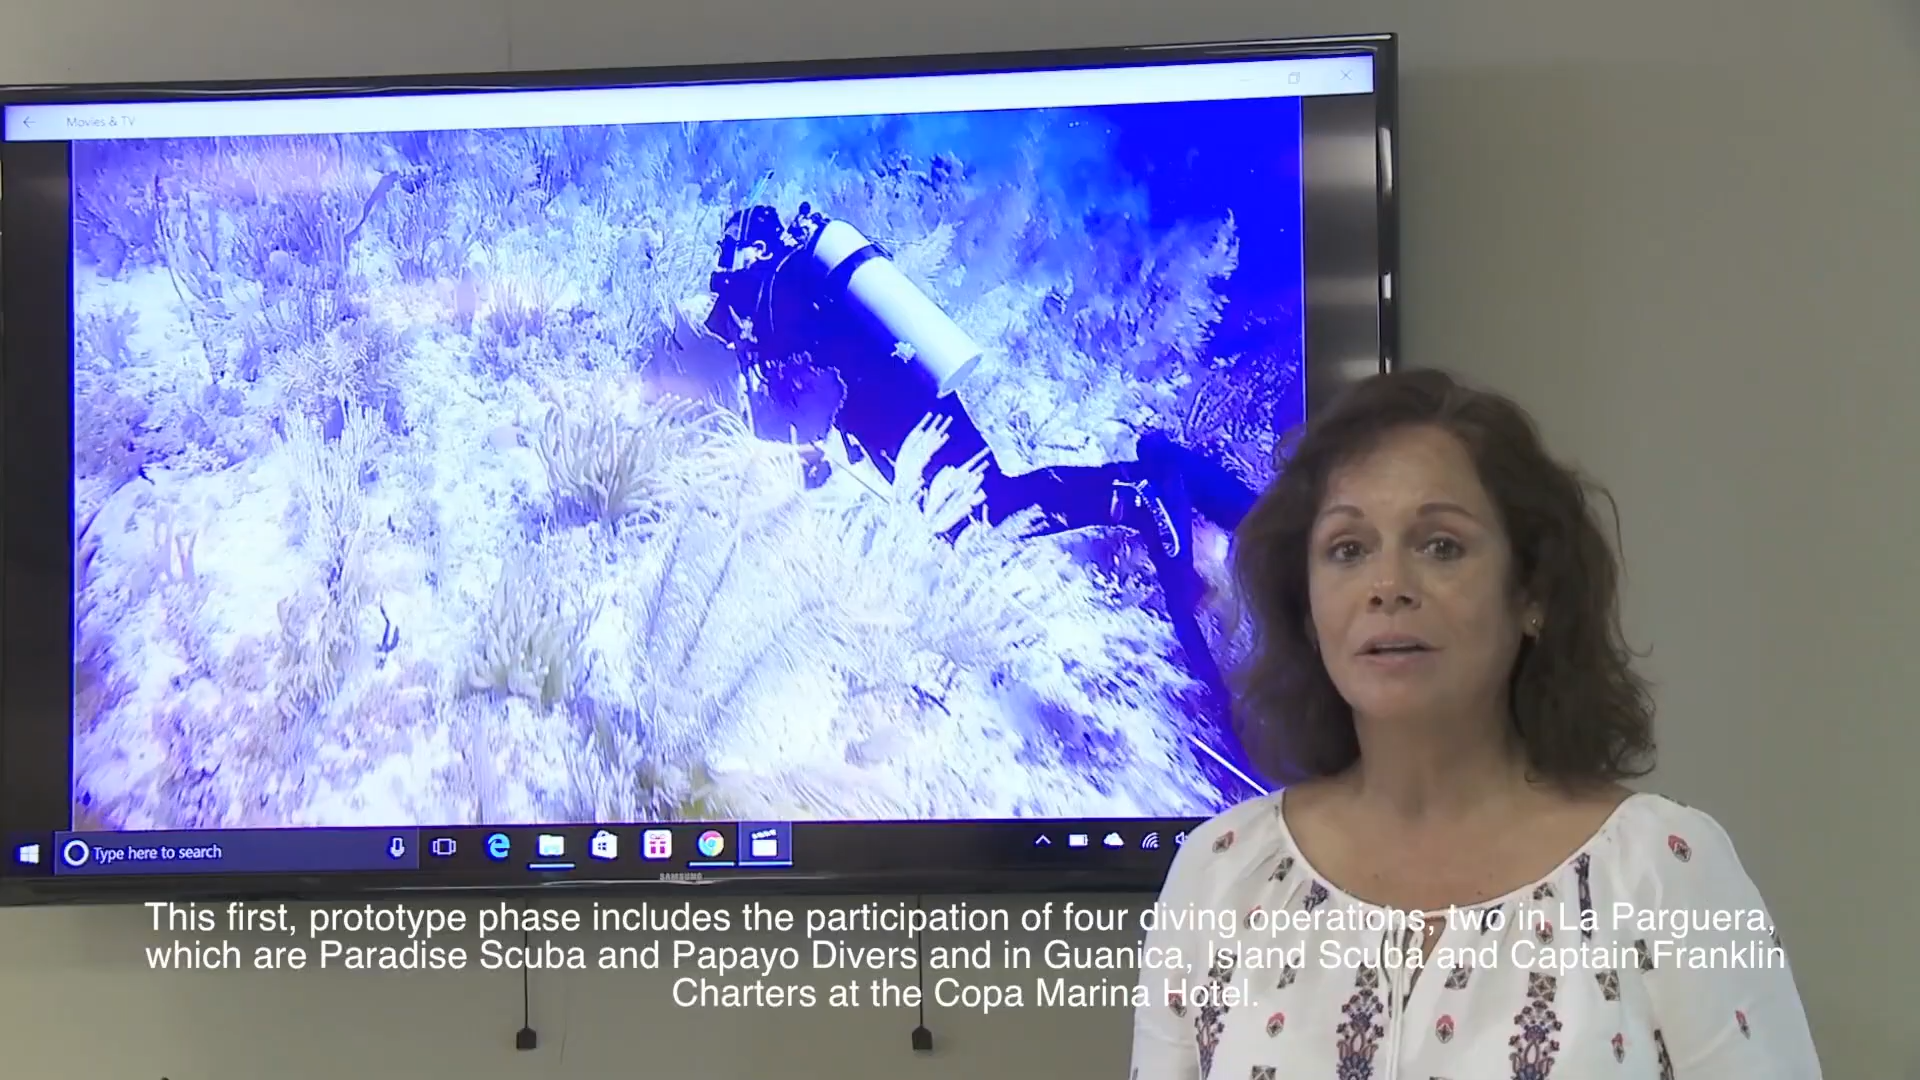 Movies & TV
Type here to search
SAMSUNG
This first, prototype phase includes the participation of four diving operations, two in La Parguera,
which are Paradise Scuba and Papayo Divers and in Guanica, Island Scuba and Captain Franklin
Charters at the Copa Marina Hotel.